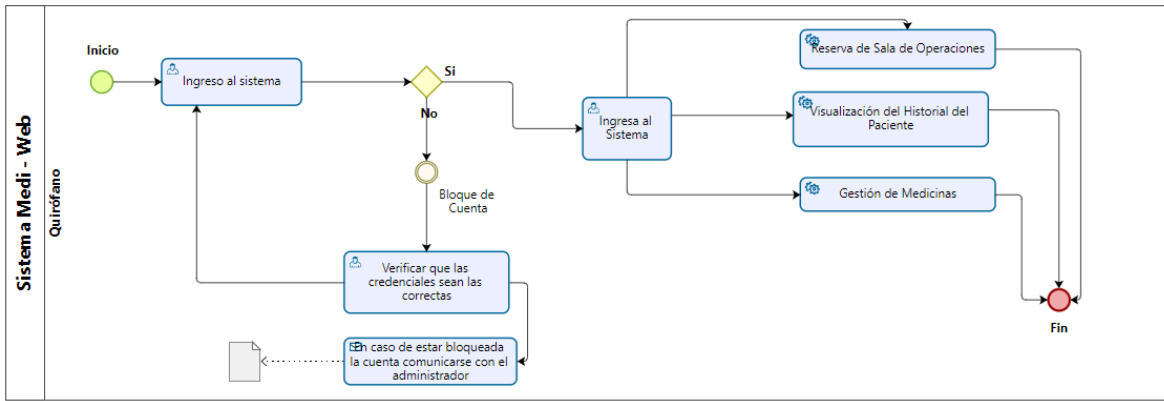 Sistema Medi - Web
Quirófano
Inicio
Ingreso al sistema
Si
No
Bloque de
Cuenta
Verificar que las
credenciales sean las
correctas
En caso de estar bloqueada
la cuenta comunicarse con el
administrador
Ingresa al
Sistema
Reserva de Sala de Operaciones
Visualización del Historial del
Paciente
Gestión de Medicinas
Fin